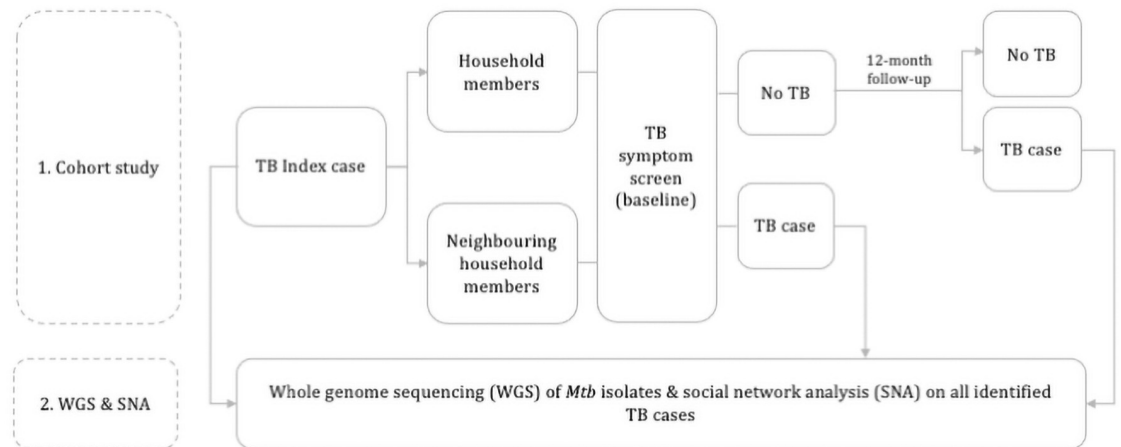 1. Cohort study
TB Index case
Household
members
Neighbouring
household
members
TB
symptom
screen
(baseline)
No TB
TB case
12-month
follow-up
No TB
TB case
2. WGS & SNA
Whole genome sequencing (WGS) of Mtb isolates & social network analysis (SNA) on all identified
TB cases